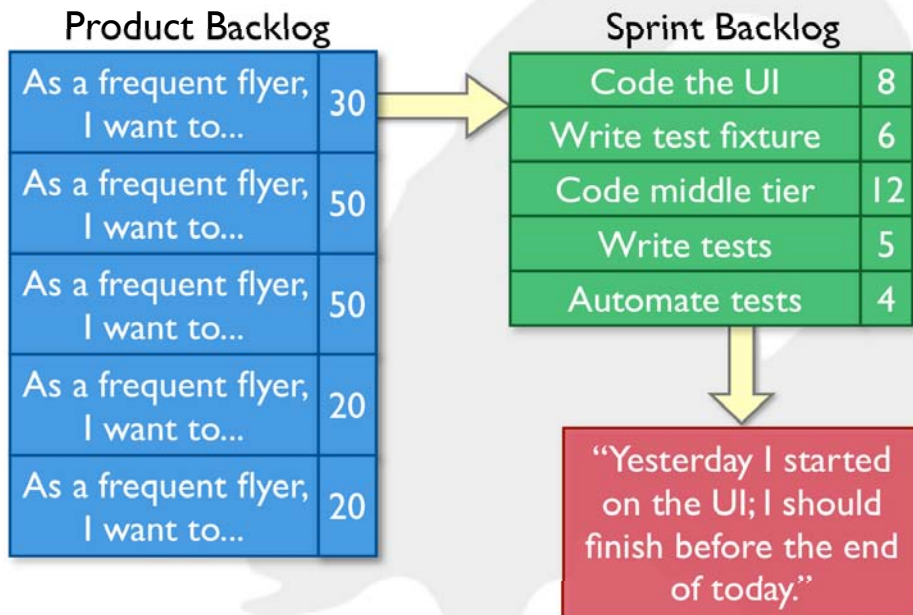 Product Backlog
As a frequent flyer,
I want to...
30
As a frequent flyer,
I want to...
50
As a frequent flyer,
I want to...
50
As a frequent flyer,
I want to...
20
As a frequent flyer,
I want to...
20
Sprint Backlog
Code the UI 8
Write test fixture 6
Code middle tier 12
Write tests 5
Automate tests 4
“Yesterday I started
on the UI; I should
finish before the end
of today.”